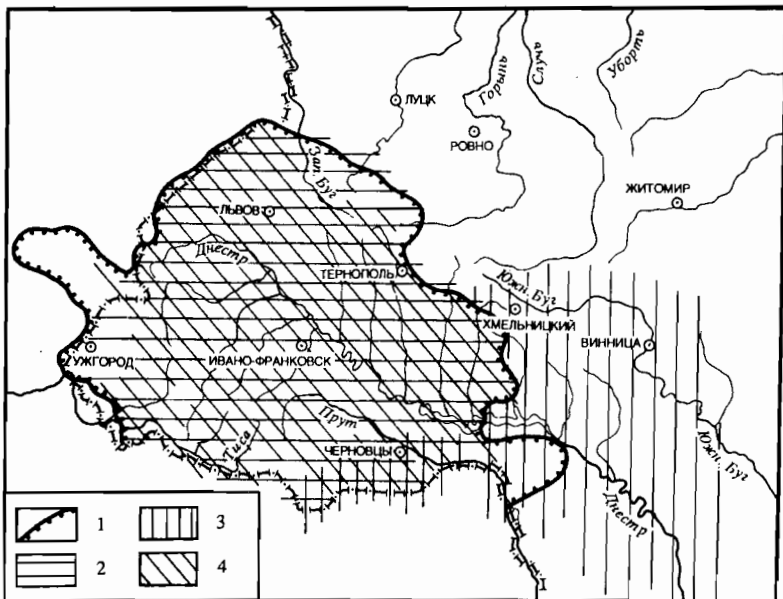 Горынь
Случь
Уборть
ЛУЦК
РОВНО
Зап. Буг
ЖИТОМИР
ЛЬВОВ
Днестр
ТЕРНОПОЛЬ
Южн. Буг
ХМЕЛЬНИЦКИЙ
ВИННИЦА
УЖГОРОД
ИВАНО-ФРАНКОВСК
Прут
Тиса
ЧЕРНОВЦЫ
Южн. Буг
Днестр
1
3
2
4